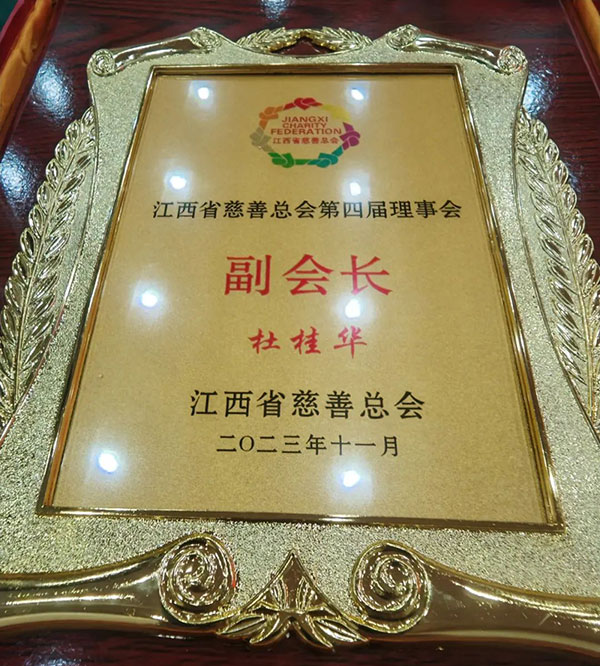 JIANGXI
CHARITY
FEDERATION
江西省慈善总会
江西省慈善总会第四届理事会
副会长
杜桂华
江西省慈善总会
二〇二三年十一月